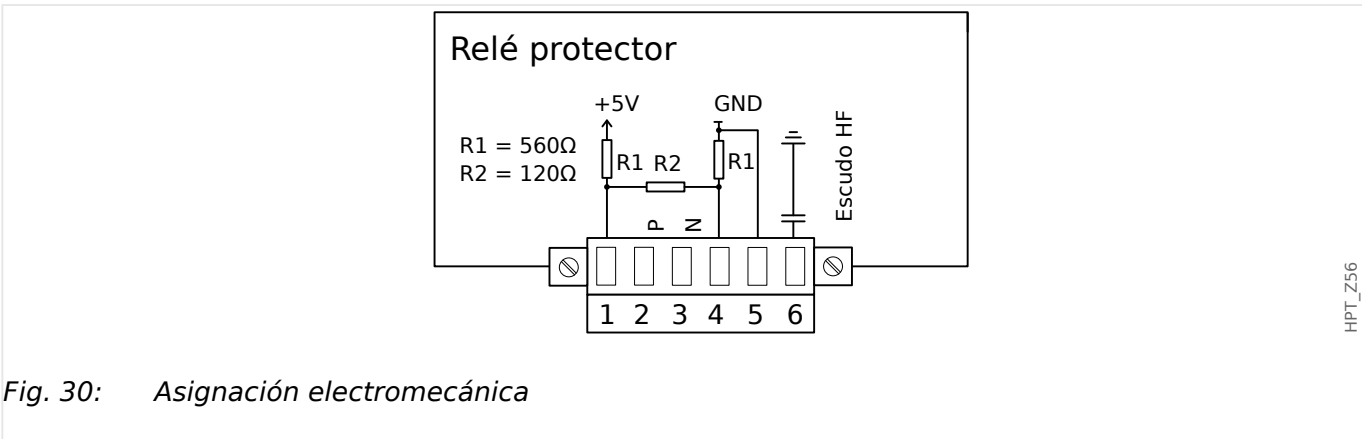 Relé protector
+5V
GND
R1 = 560Ω
R2 = 120Ω
R1
R2
R1
Escudo HF
P
N
1 2 3 4 5 6
HPT_Z56
Fig. 30: Asignación electromecánica